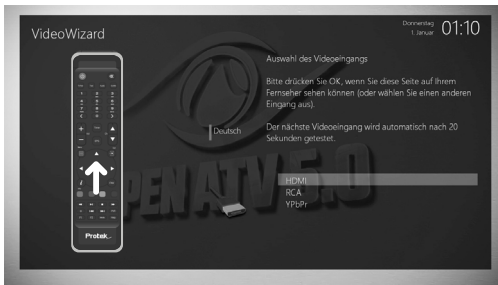 VideoWizard
Donnerstag
1. Januar
01:10
Auswahl des Videoeingangs
Bitte drücken Sie OK, wenn Sie diese Seite auf Ihrem
Fernseher sehen können (oder wählen Sie einen anderen
Eingang aus).
Deutsch
Der nächste Videoeingang wird automatisch nach 20
Sekunden getestet.
HDMI
RCA
YPbPr
PEN ATV 5.0
Protek